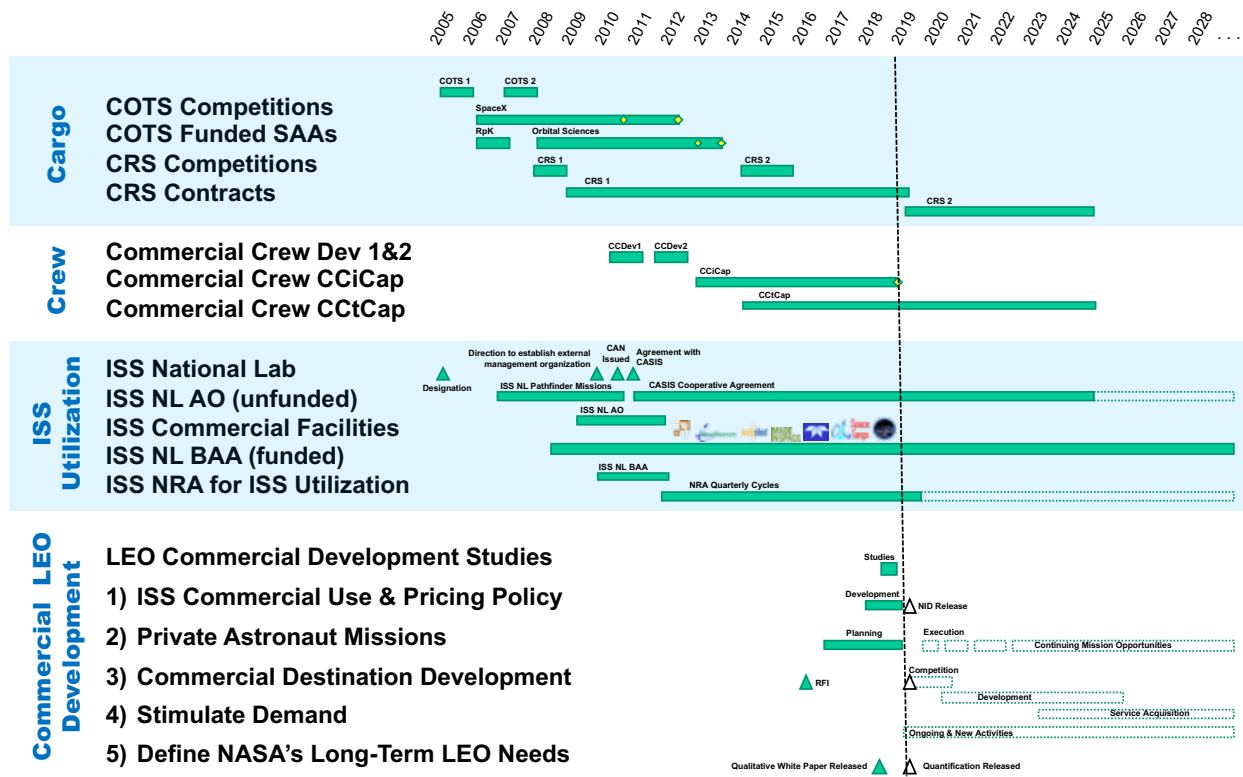 2005 2006 2007 2008 2009 2010 2011 2012 2013 2014 2015 2016 2017 2018 2019 2020 2021 2022 2023 2024 2025 2026 2027 2028 . . .
Cargo
COTS Competitions
COTS 1
COTS 2
COTS Funded SAAs
SpaceX
RpK
Orbital Sciences
CRS Competitions
CRS 1
CRS 2
CRS Contracts
CRS 1
CRS 2
Crew
Commercial Crew Dev 1&2
CCDev1
CCDev2
Commercial Crew CCiCap
CCiCap
Commercial Crew CCtCap
CCtCap
ISS
Utilization
ISS National Lab
Designation
Direction to establish external
management organization
CAN
Issued
Agreement with
CASIS
ISS NL AO (unfunded)
ISS NL Pathfinder Missions
CASIS Cooperative Agreement
ISS NL AO
ISS Commercial Facilities
MADE
SPACE
Space
Tango
ISS NL BAA (funded)
ISS NL BAA
ISS NRA for ISS Utilization
NRA Quarterly Cycles
Commercial LEO
Development
LEO Commercial Development Studies
Studies
1) ISS Commercial Use & Pricing Policy
Development
NID Release
2) Private Astronaut Missions
Planning
Execution
Continuing Mission Opportunities
3) Commercial Destination Development
RFI
Competition
Development
Service Acquisition
4) Stimulate Demand
Ongoing & New Activities
5) Define NASA's Long-Term LEO Needs
Qualitative White Paper Released
Quantification Released